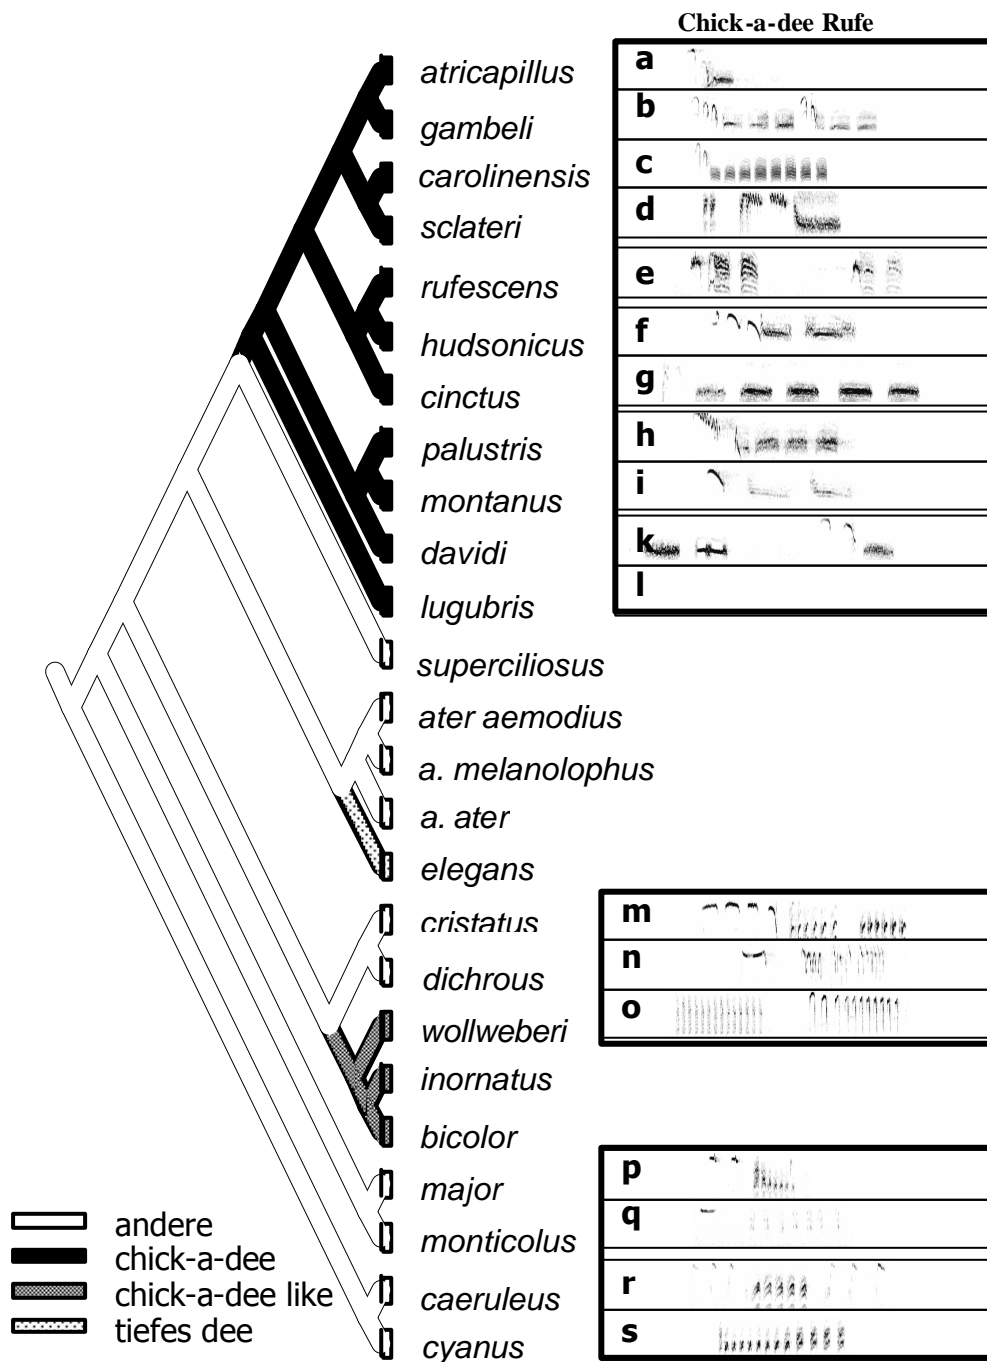 Chick-a-dee Rufe
atricapillus
a
gambeli
b
carolinensis
c
sclateri
d
rufescens
e
hudsonicus
f
cinctus
g
palustris
h
montanus
i
davidi
k
lugubris
l
superciliosus
ater aemodius
a. melanolophus
a. ater
elegans
cristatus
m
dichrous
n
wollweberi
o
inornatus
bicolor
major
p
monticolus
q
caeruleus
r
cyanus
s
andere
chick-a-dee
chick-a-dee like
tiefes dee